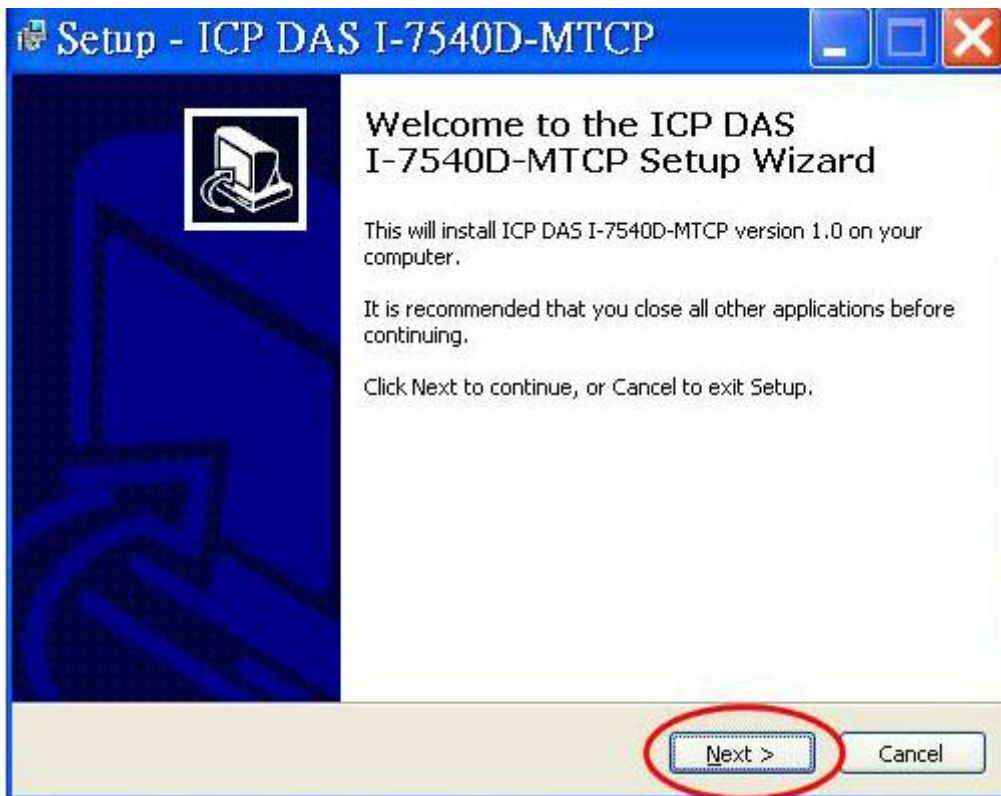 Setup - ICP DAS I-7540D-MTCP
Welcome to the ICP DAS
I-7540D-MTCP Setup Wizard
This will install ICP DAS I-7540D-MTCP version 1.0 on your
computer.
It is recommended that you close all other applications before
continuing.
Click Next to continue, or Cancel to exit Setup.
Next >
Cancel